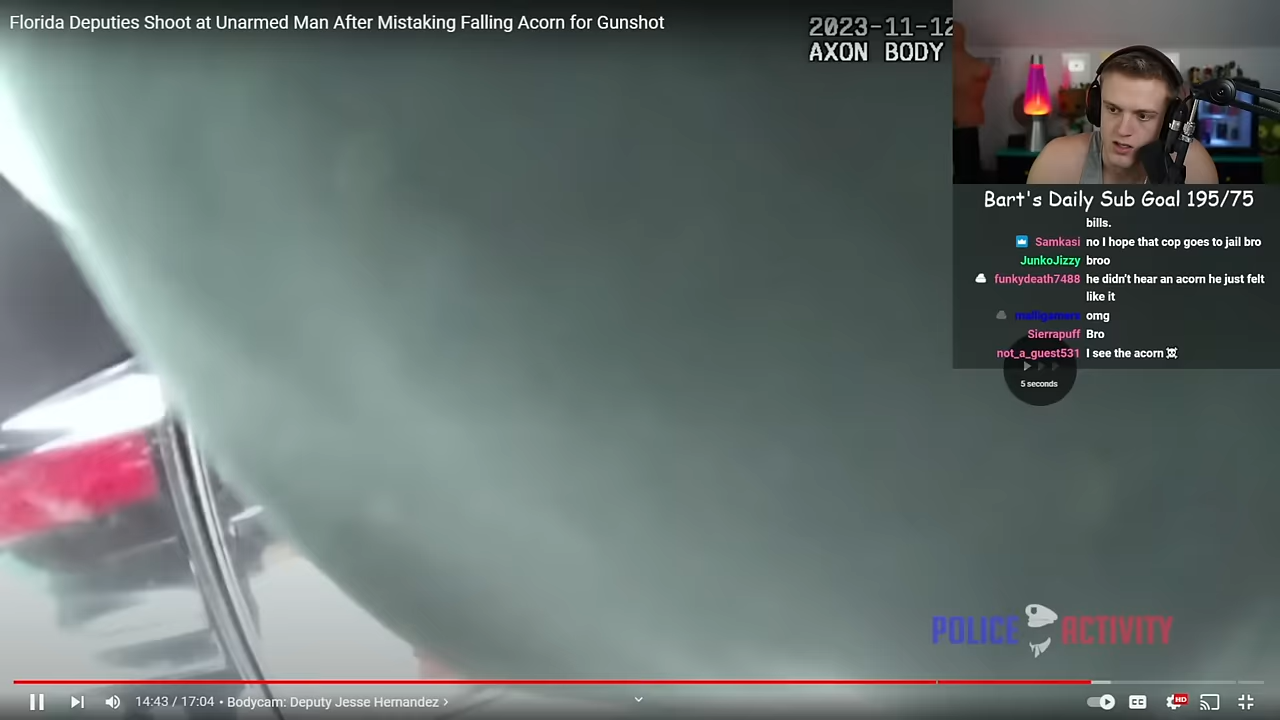 Florida Deputies Shoot at Unarmed Man After Mistaking Falling Acorn for Gunshot
2023-11-12
AXON BODY
Bart's Daily Sub Goal 195/75
bills.
Samkasi no I hope that cop goes to jail bro
JunkoJizzy broo
funkydeath7488 he didn't hear an acorn he just felt
like it
omg
Sierrapuff Bro
not_a_guest531 I see the acorn ☠
5 seconds
POLICE ACTIVITY
14:43 / 17:04 • Bodycam: Deputy Jesse Hernandez >
CC
HD